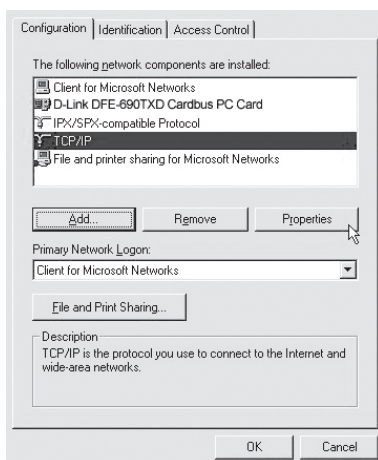 Configuration Identification Access Control
The following network components are installed:
Client for Microsoft Networks
D-Link DFE-690TXD Cardbus PC Card
IPX/SPX-compatible Protocol
TCP/IP
File and printer sharing for Microsoft Networks
Add... Remove Properties
Primary Network Logon:
Client for Microsoft Networks
File and Print Sharing...
Description
TCP/IP is the protocol you use to connect to the Internet and
wide-area networks.
OK Cancel